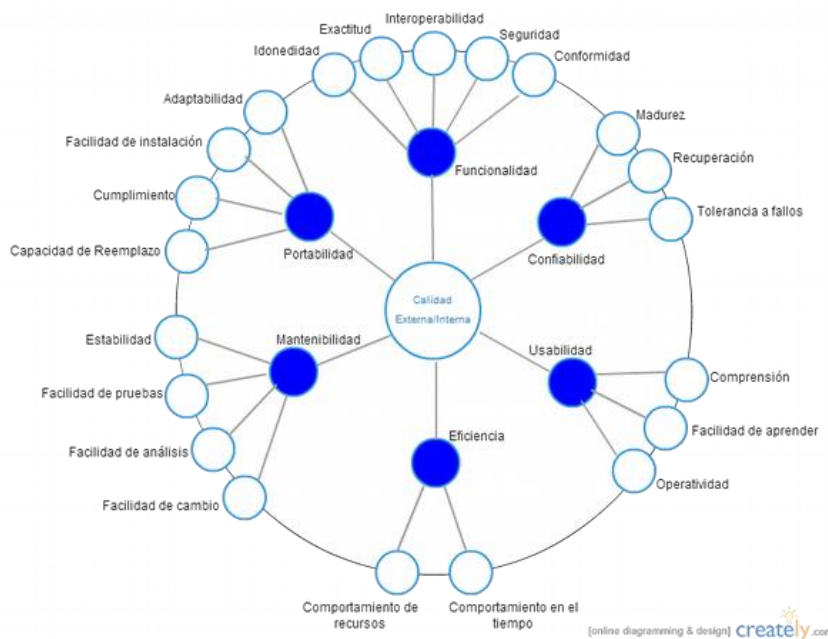 Interoperabilidad
Exactitud
Seguridad
Idonedidad
Conformidad
Adaptabilidad
Madurez
Facilidad de instalación
Recuperación
Funcionalidad
Cumplimiento
Tolerancia a fallos
Capacidad de Reemplazo
Portabilidad
Confiabilidad
Calidad
Externa/Interna
Estabilidad
Mantenibilidad
Usabilidad
Comprensión
Facilidad de pruebas
Facilidad de aprender
Eficiencia
Facilidad de análisis
Operatividad
Facilidad de cambio
Comportamiento de
recursos
Comportamiento en el
tiempo
[online diagramming & design] creately.com